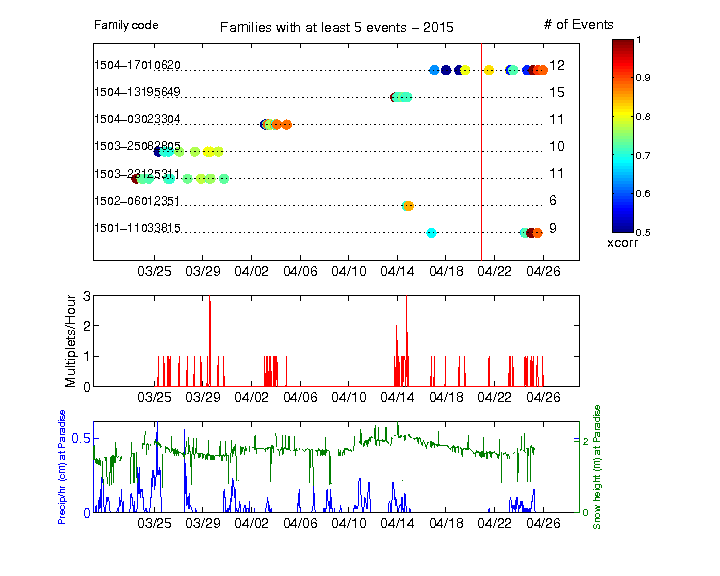 Family code
Families with at least 5 events – 2015
# of Events
1504–17010620 12
1504–13195649 15
1504–03023304 11
1503–25082805 10
1503–23125311 11
1502–06012351 6
1501–11033815 9
03/25 03/29 04/02 04/06 04/10 04/14 04/18 04/22 04/26
1
0.9
0.8
0.7
0.6
0.5
xcorr
Multiplets/Hour
3
2
1
0
03/25 03/29 04/02 04/06 04/10 04/14 04/18 04/22 04/26
Precip/hr (cm) at Paradise
0.5
0
2
0
Snow height (m) at Paradise
03/25 03/29 04/02 04/06 04/10 04/14 04/18 04/22 04/26